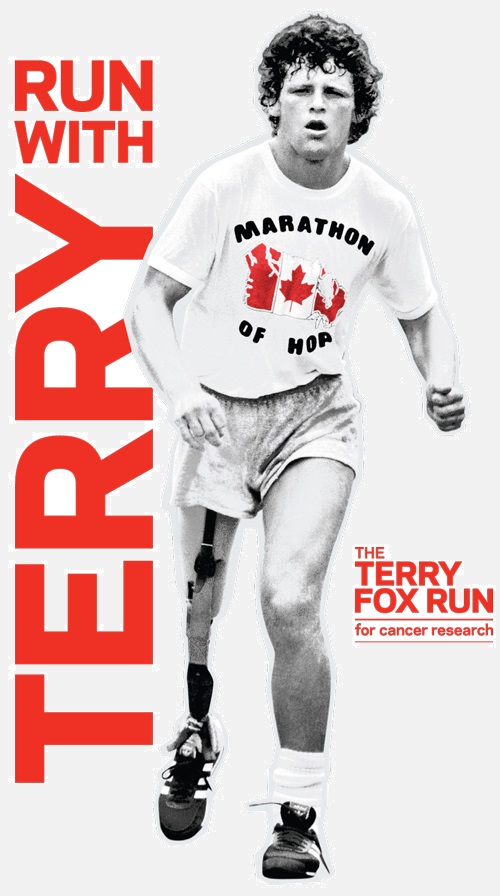 RUN
WITH
TERRY
MARATHON
OF HOP
THE
TERRY
FOX RUN
for cancer research